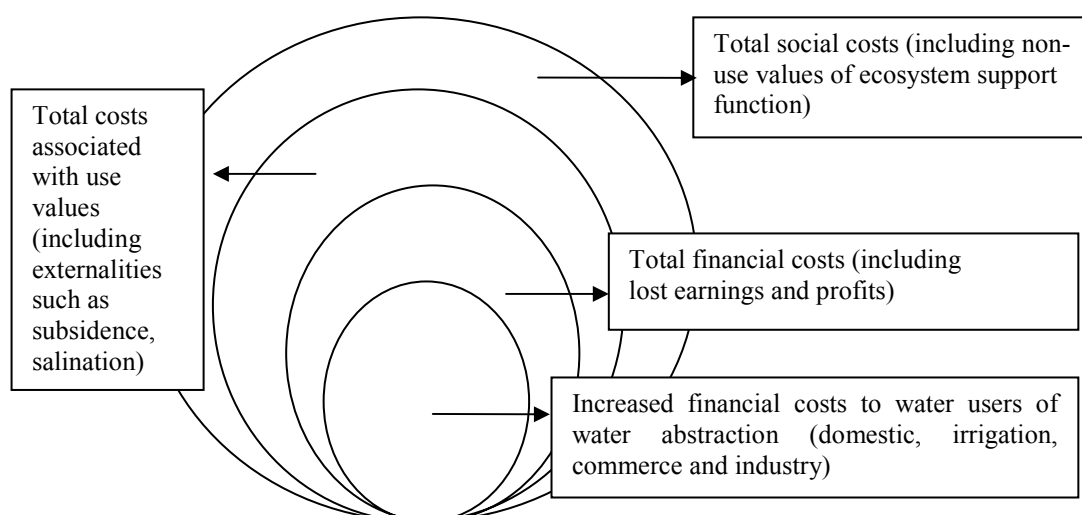 Total social costs (including non-
use values of ecosystem support
function)
Total costs
associated
with use
values
(including
externalities
such as
subsidence,
salination)
Total financial costs (including
lost earnings and profits)
Increased financial costs to water users of
water abstraction (domestic, irrigation,
commerce and industry)